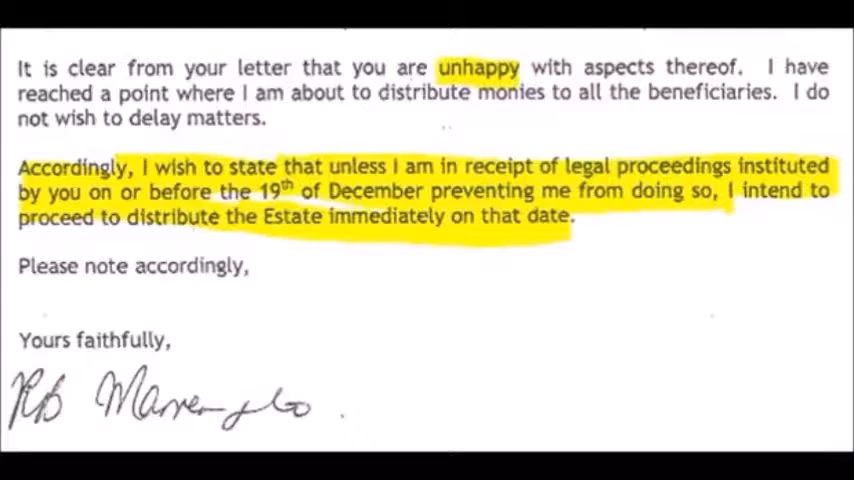 It is clear from your letter that you are unhappy with aspects thereof. I have
reached a point where I am about to distribute monies to all the beneficiaries. I do
not wish to delay matters.
Accordingly, I wish to state that unless I am in receipt of legal proceedings instituted
by you on or before the 19th of December preventing me from doing so, I intend to
proceed to distribute the Estate immediately on that date.
Please note accordingly,
Yours faithfully,